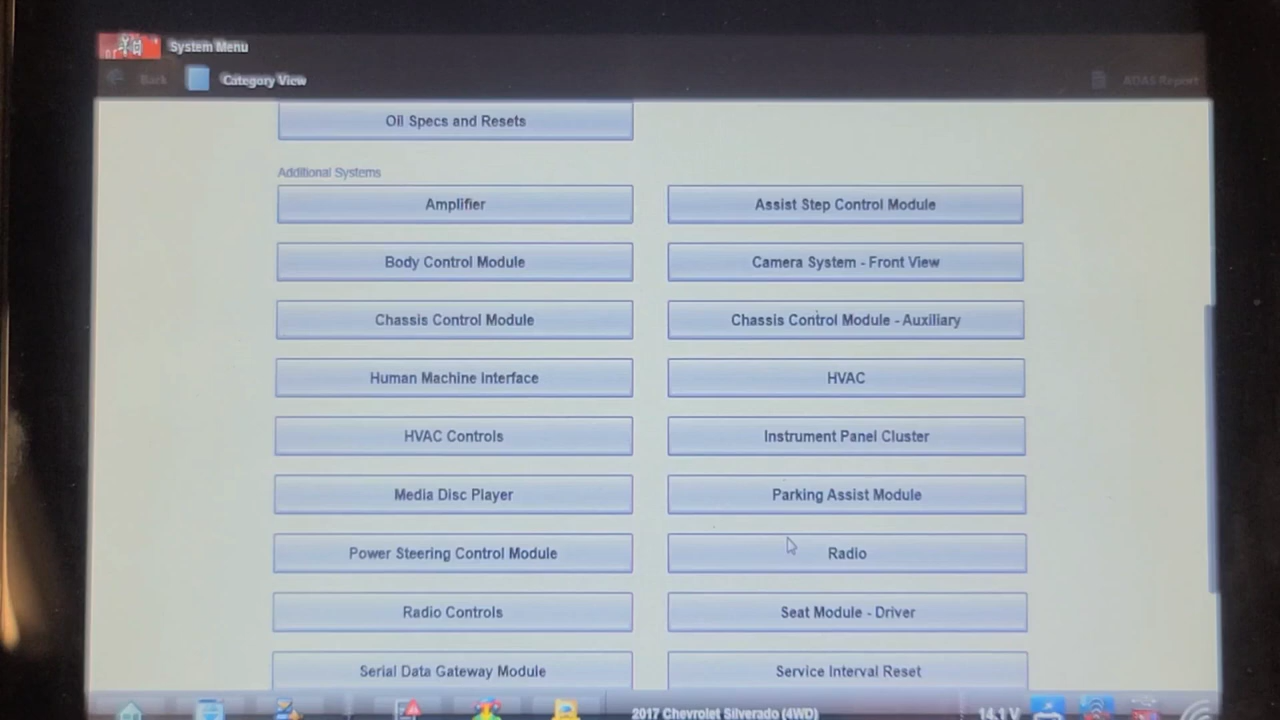 System Menu
Back Category View ADAS Report
Oil Specs and Resets
Additional Systems
Amplifier Assist Step Control Module
Body Control Module Camera System - Front View
Chassis Control Module Chassis Control Module - Auxiliary
Human Machine Interface HVAC
HVAC Controls Instrument Panel Cluster
Media Disc Player Parking Assist Module
Power Steering Control Module Radio
Radio Controls Seat Module - Driver
Serial Data Gateway Module Service Interval Reset
2017 Chevrolet Silverado (4WD) 14.1 V